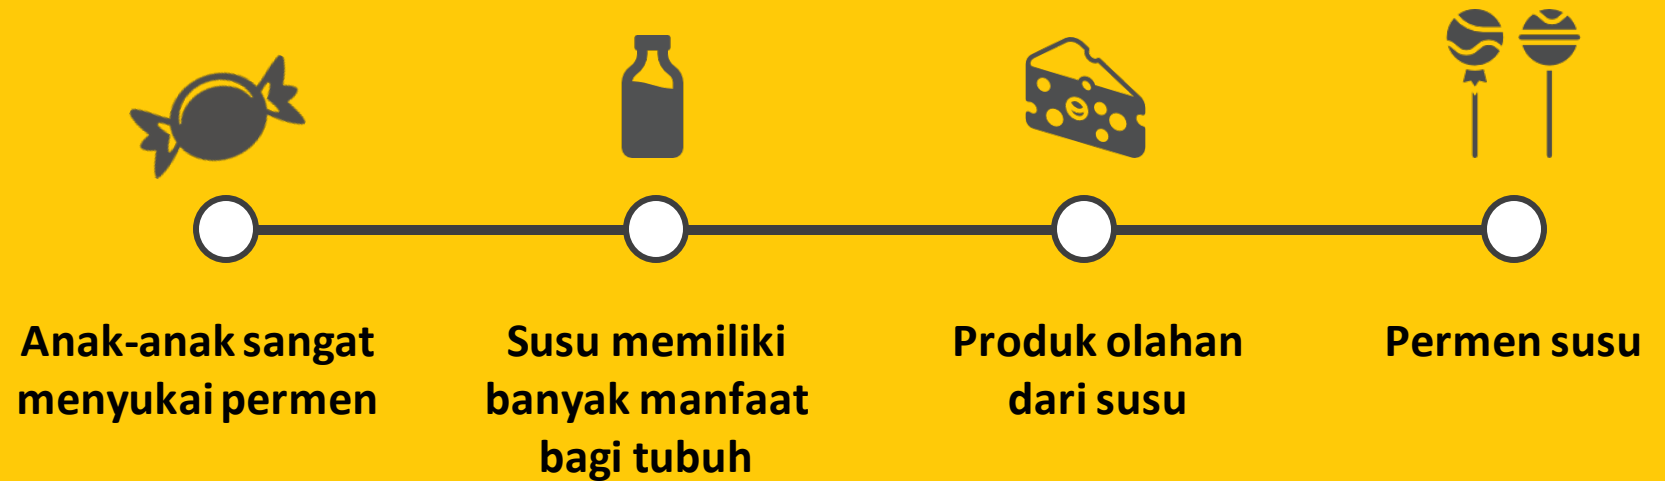 Anak-anak sangat
menyukai permen
Susu memiliki
banyak manfaat
bagi tubuh
Produk olahan
dari susu
Permen susu